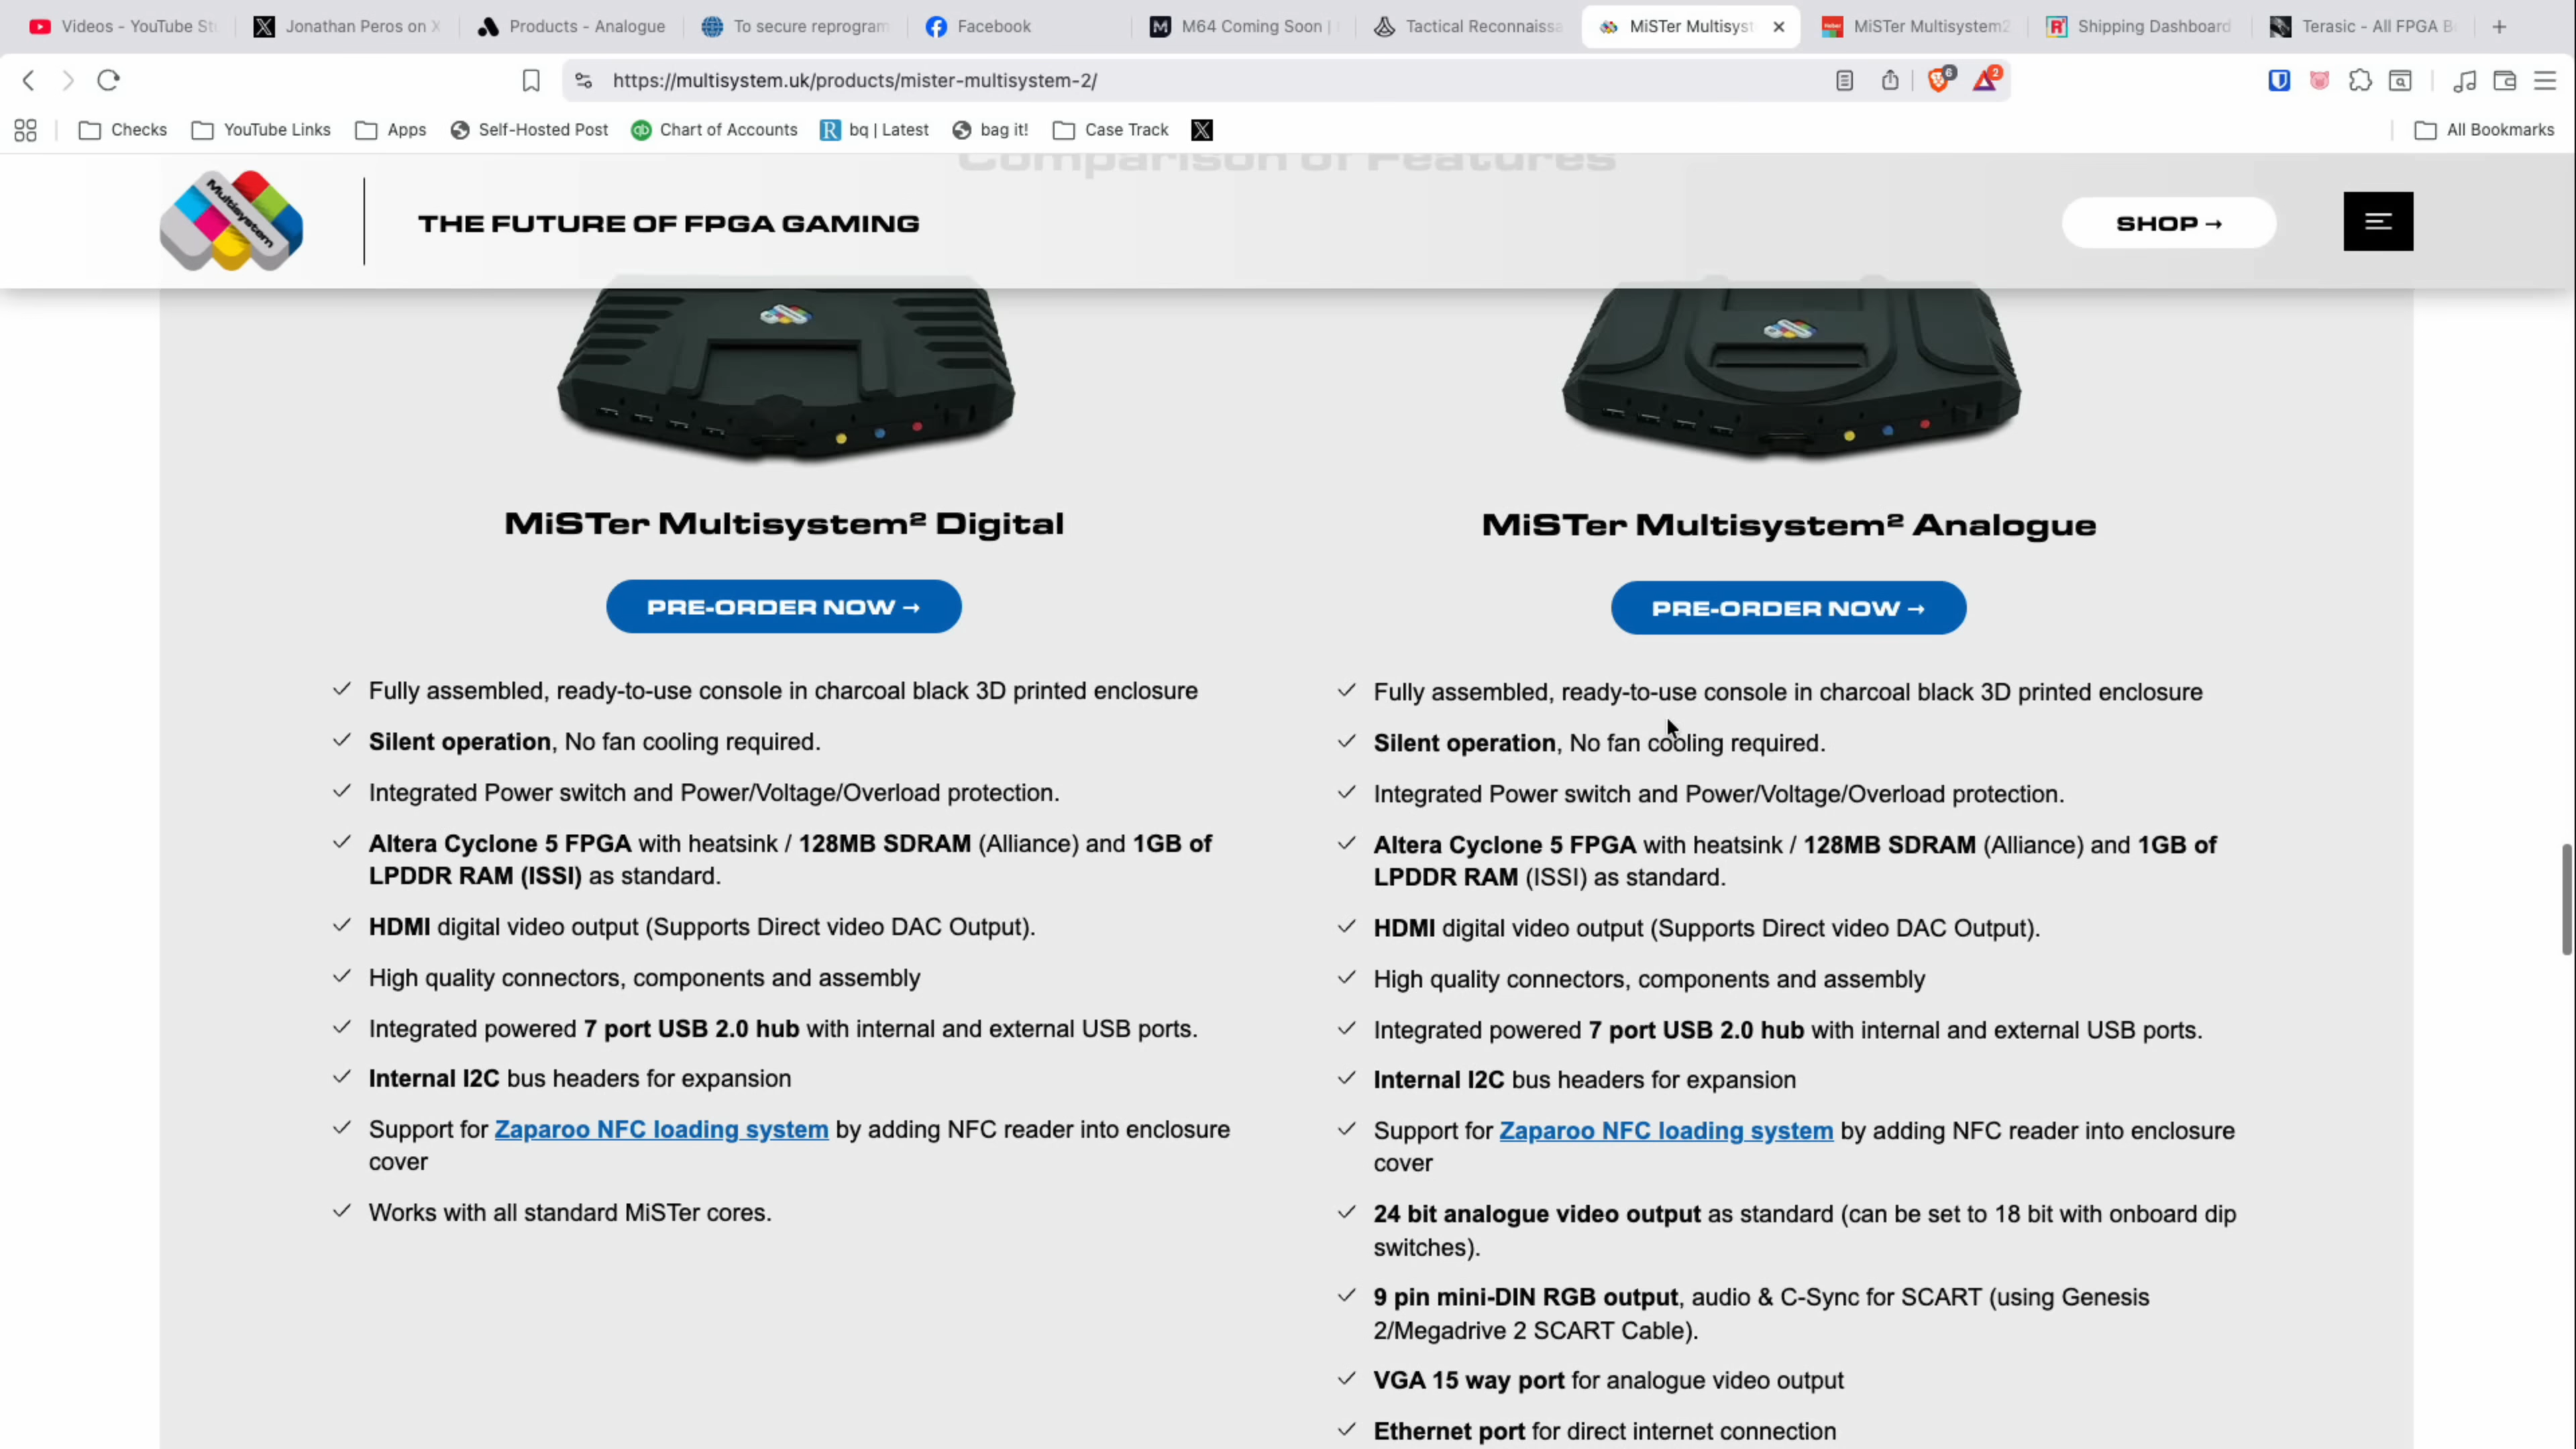 Videos - YouTube St
Jonathan Peros on X
Products - Analogue
To secure reprogram
Facebook
M64 Coming Soon |
Tactical Reconnaissa
MiSTer Multisyst
MiSTer Multisystem2
Shipping Dashboard
Terasic - All FPGA B
https://multisystem.uk/products/mister-multisystem-2/
6
2
Checks
YouTube Links
Apps
Self-Hosted Post
Chart of Accounts
bq | Latest
bag it!
Case Track
All Bookmarks
Comparison of Features
Multisystem
THE FUTURE OF FPGA GAMING
SHOP →
MiSTer Multisystem² Digital
PRE-ORDER NOW →
Fully assembled, ready-to-use console in charcoal black 3D printed enclosure
Silent operation, No fan cooling required.
Integrated Power switch and Power/Voltage/Overload protection.
Altera Cyclone 5 FPGA with heatsink / 128MB SDRAM (Alliance) and 1GB of
LPDDR RAM (ISSI) as standard.
HDMI digital video output (Supports Direct video DAC Output).
High quality connectors, components and assembly
Integrated powered 7 port USB 2.0 hub with internal and external USB ports.
Internal I2C bus headers for expansion
Support for Zaparoo NFC loading system by adding NFC reader into enclosure
cover
Works with all standard MiSTer cores.
MiSTer Multisystem² Analogue
PRE-ORDER NOW →
Fully assembled, ready-to-use console in charcoal black 3D printed enclosure
Silent operation, No fan cooling required.
Integrated Power switch and Power/Voltage/Overload protection.
Altera Cyclone 5 FPGA with heatsink / 128MB SDRAM (Alliance) and 1GB of
LPDDR RAM (ISSI) as standard.
HDMI digital video output (Supports Direct video DAC Output).
High quality connectors, components and assembly
Integrated powered 7 port USB 2.0 hub with internal and external USB ports.
Internal I2C bus headers for expansion
Support for Zaparoo NFC loading system by adding NFC reader into enclosure
cover
24 bit analogue video output as standard (can be set to 18 bit with onboard dip
switches).
9 pin mini-DIN RGB output, audio & C-Sync for SCART (using Genesis
2/Megadrive 2 SCART Cable).
VGA 15 way port for analogue video output
Ethernet port for direct internet connection